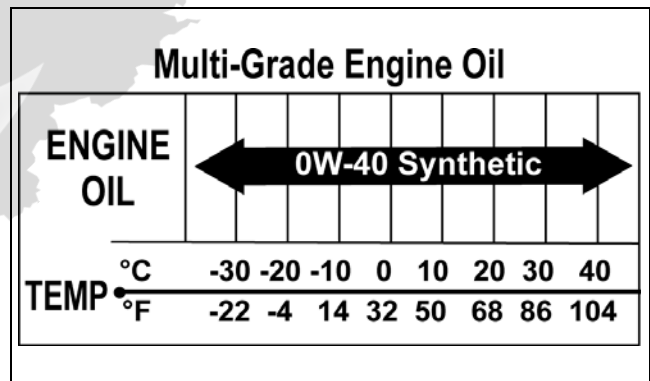 Multi-Grade Engine Oil
ENGINE
OIL
0W-40 Synthetic
TEMP
°C -30 -20 -10 0 10 20 30 40
°F -22 -4 14 32 50 68 86 104